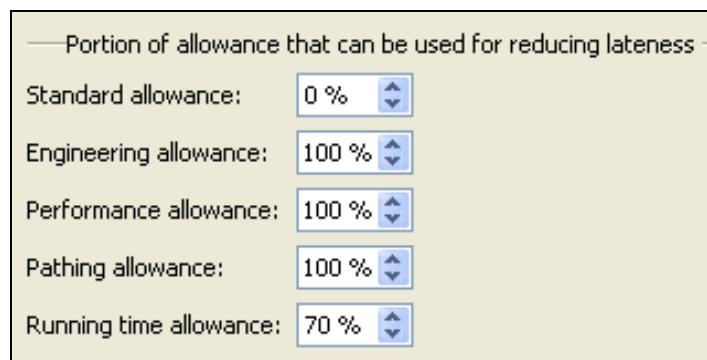 Portion of allowance that can be used for reducing lateness
Standard allowance: 0 %
Engineering allowance: 100 %
Performance allowance: 100 %
Pathing allowance: 100 %
Running time allowance: 70 %